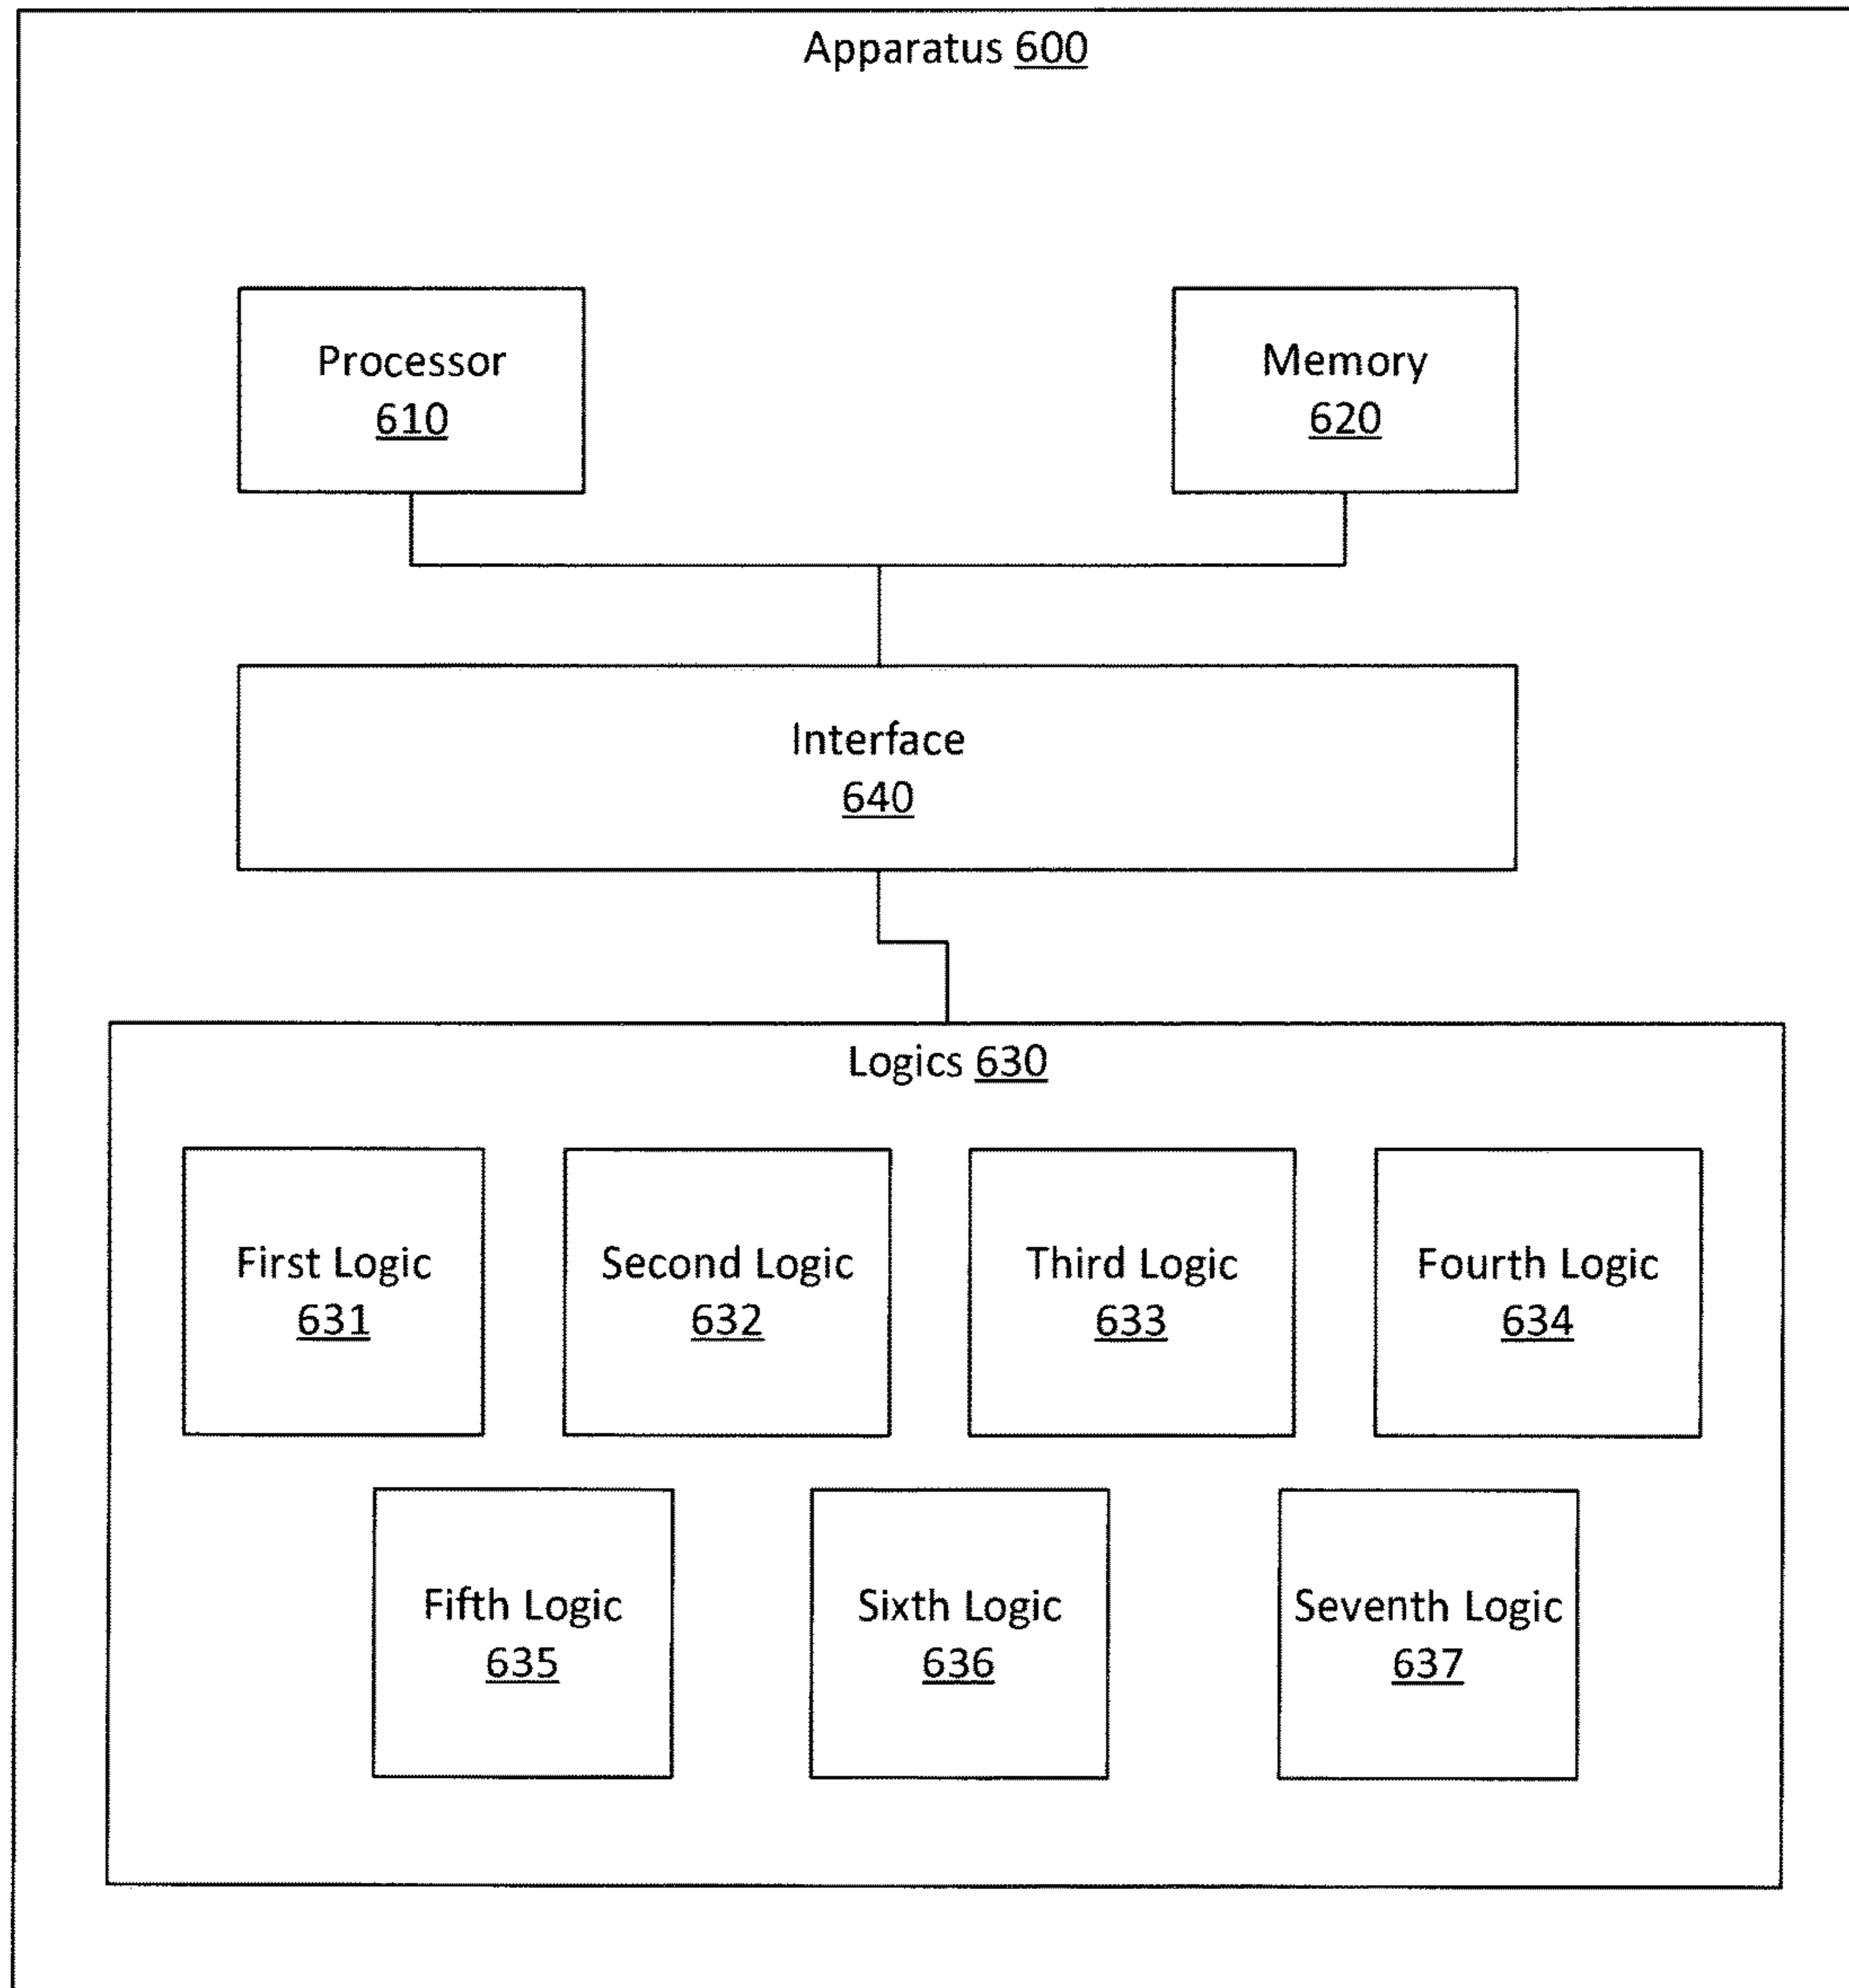 Apparatus 600
Processor
610
Memory
620
Interface
640
Logics 630
First Logic
631
Second Logic
632
Third Logic
633
Fourth Logic
634
Fifth Logic
635
Sixth Logic
636
Seventh Logic
637